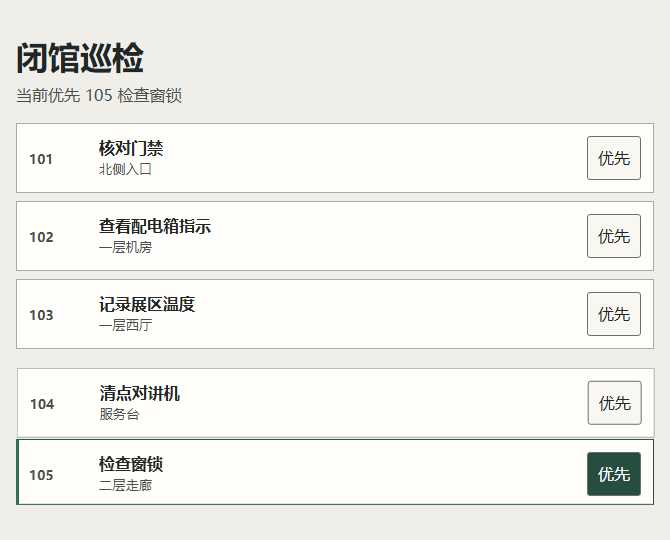 闭馆巡检
当前优先 105 检查窗锁
101
核对门禁
北侧入口
优先
102
查看配电箱指示
一层机房
优先
103
记录展区温度
一层西厅
优先
104
清点对讲机
服务台
优先
105
检查窗锁
二层走廊
优先